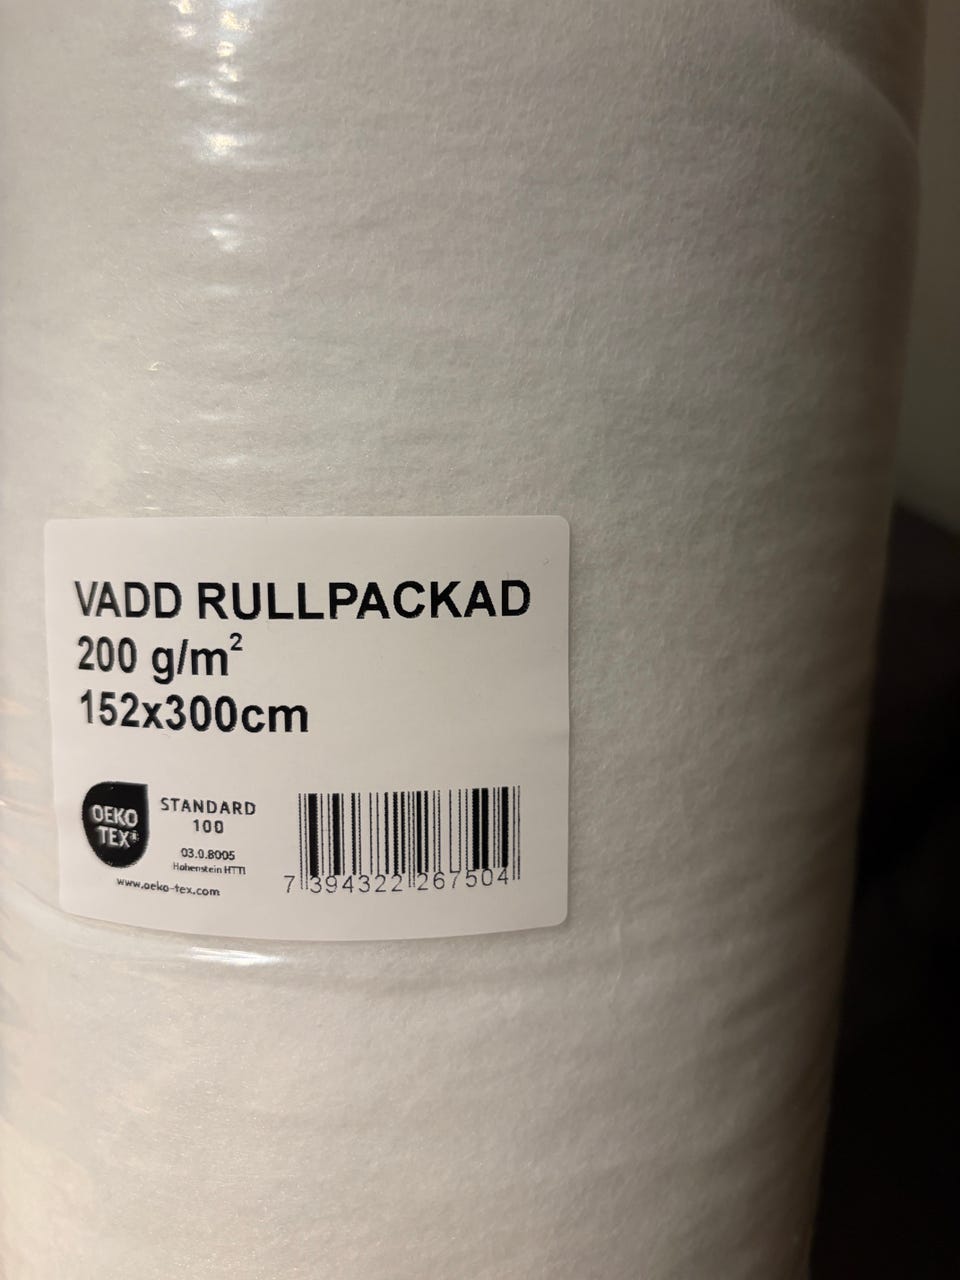 VADD RULLPACKAD
200 g/m²
152x300cm
OEKO
TEX®
STANDARD
100
03.0.8005
Hohenstein HTTI
www.oeko-tex.com
7 394322 267504